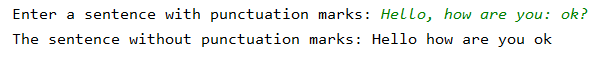 Enter a sentence with punctuation marks: Hello, how are you: ok?
The sentence without punctuation marks: Hello how are you ok